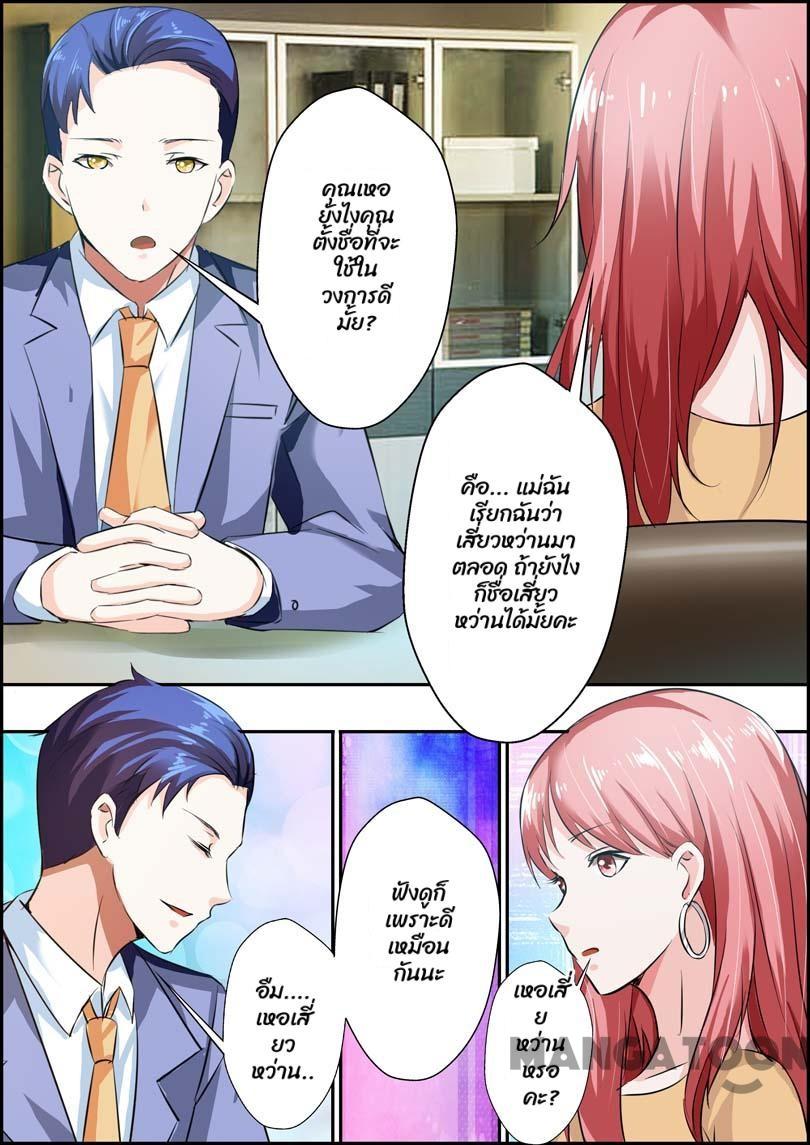 คุณเหอ
ยังไงคุณ
ตั้งชื่อที่จะ
ใช้ใน
วงการดี
มั้ย?
คือ... แม่ฉัน
เรียกฉันว่า
เสี่ยวหว่านมา
ตลอด ถ้ายังไง
ก็ชื่อเสี่ยว
หว่านได้มั้ยคะ
อืม....
เหอเสี่
ยว
หว่าน..
ฟังดูก็
เพราะดี
เหมือน
กันนะ
เหอเสี่
ย
หว่าน
หรอ
คะ?
MANGATOON